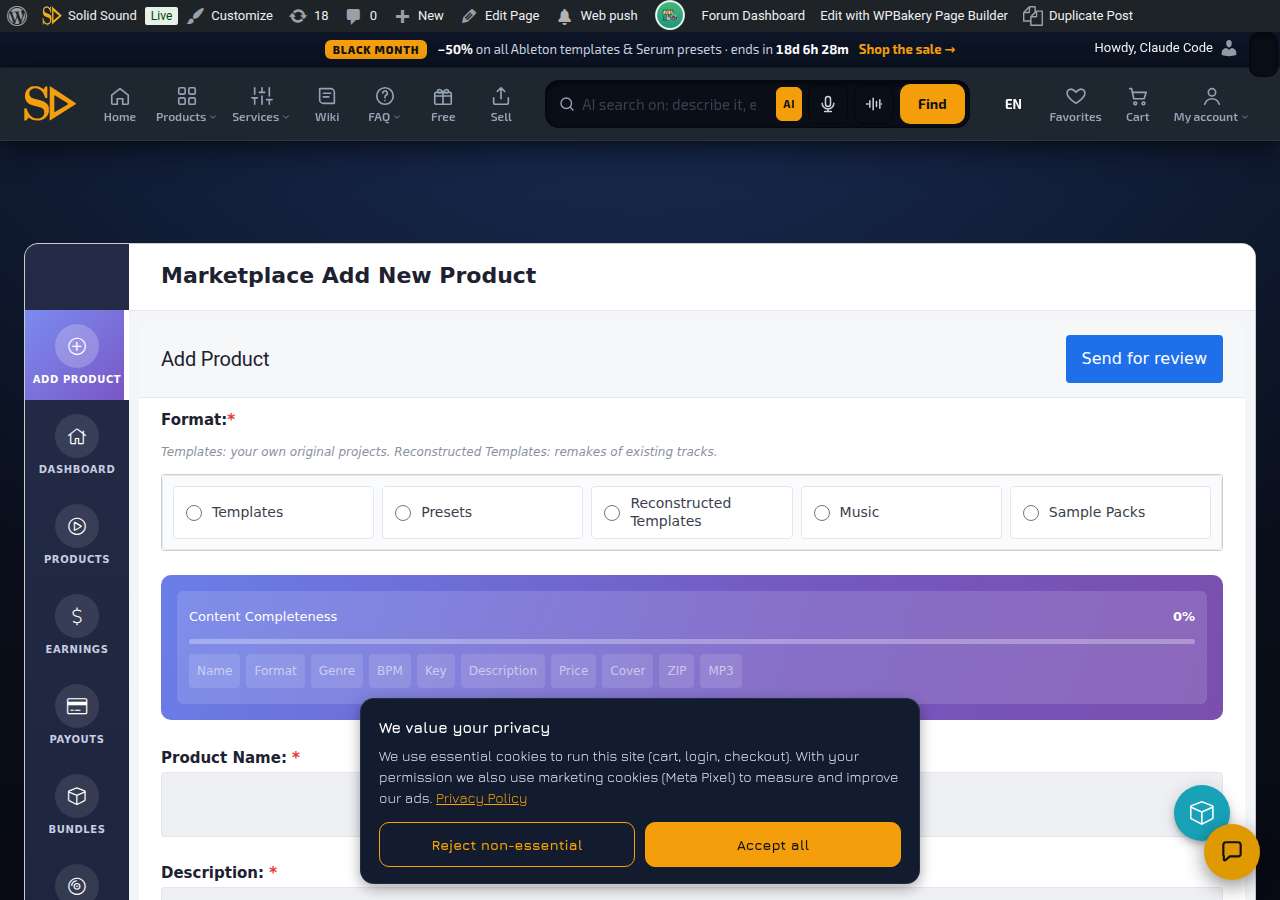 Solid Sound Live Customize 18 0 New Edit Page Web push Forum Dashboard Edit with WPBakery Page Builder Duplicate Post
BLACK MONTH −50% on all Ableton templates & Serum presets · ends in 18d 6h 28m Shop the sale →
Howdy, Claude Code
Home Products Services Wiki FAQ Free Sell
AI search on: describe it, e
AI
Find
EN
Favorites Cart My account
Marketplace Add New Product
ADD PRODUCT
DASHBOARD
PRODUCTS
EARNINGS
PAYOUTS
BUNDLES
Add Product
Send for review
Format:*
Templates: your own original projects. Reconstructed Templates: remakes of existing tracks.
Templates
Presets
Reconstructed
Templates
Music
Sample Packs
Content Completeness 0%
Name Format Genre BPM Key Description Price Cover ZIP MP3
Product Name: *
Description: *
We value your privacy
We use essential cookies to run this site (cart, login, checkout). With your
permission we also use marketing cookies (Meta Pixel) to measure and improve
our ads. Privacy Policy
Reject non-essential
Accept all